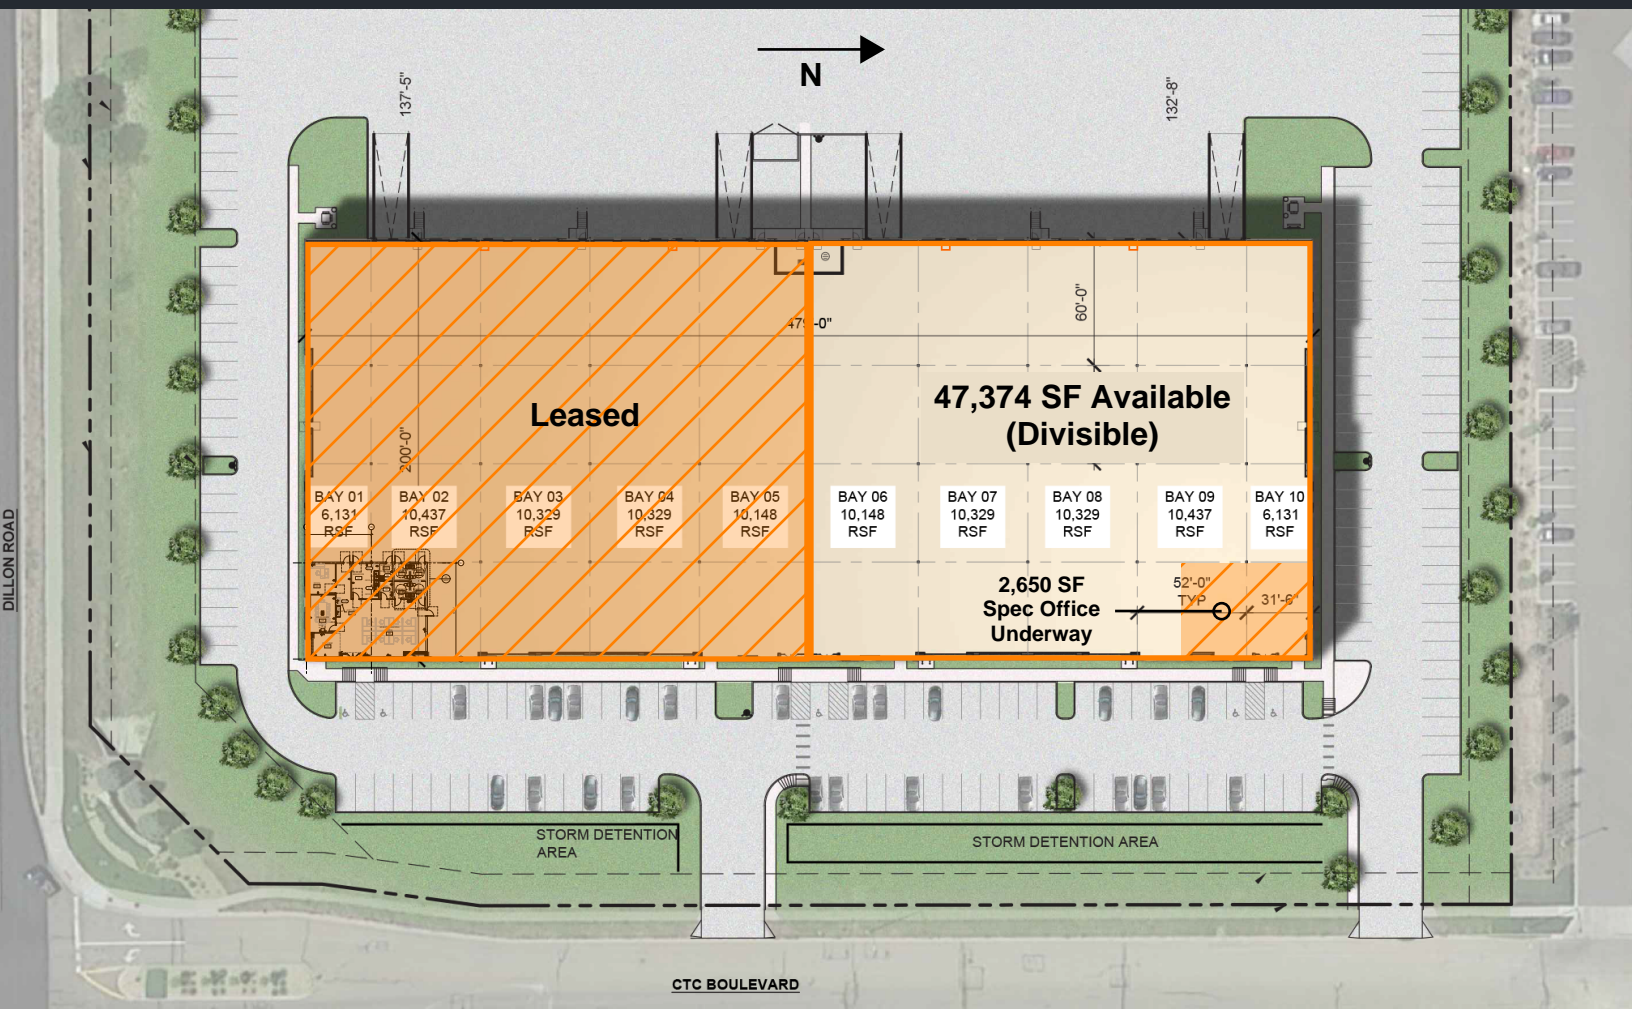 N
137'-5"
132'-8"
479'-0"
60'-0"
200'-0"
Leased
47,374 SF Available
(Divisible)
BAY 01
6,131
RSF
BAY 02
10,437
RSF
BAY 03
10,329
RSF
BAY 04
10,329
RSF
BAY 05
10,148
RSF
BAY 06
10,148
RSF
BAY 07
10,329
RSF
BAY 08
10,329
RSF
BAY 09
10,437
RSF
BAY 10
6,131
RSF
2,650 SF
Spec Office
Underway
52'-0"
TYP
31'-6"
DILLON ROAD
STORM DETENTION
AREA
STORM DETENTION AREA
CTC BOULEVARD